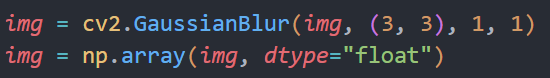 img = cv2.GaussianBlur(img, (3, 3), 1, 1)
img = np.array(img, dtype="float")